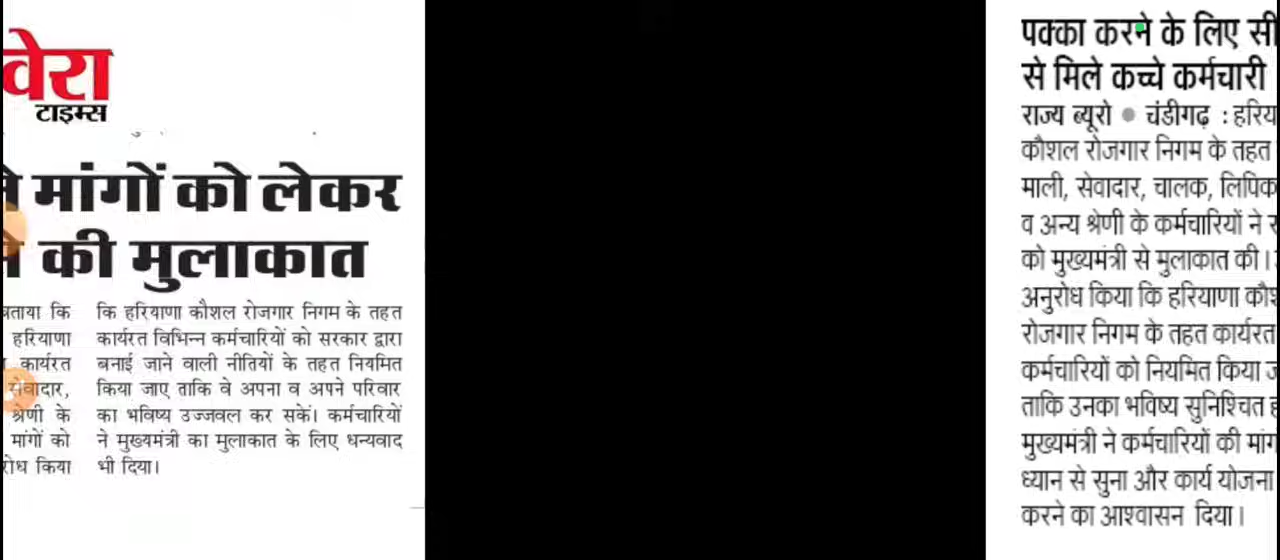 वेरा
टाइम्स
मांगों को लेकर
की मुलाकात
कि
हरियाणा
कार्यरत
सेवादार,
श्रेणी के
मांगों को
किया
कि हरियाणा कौशल रोजगार निगम के तहत
कार्यरत विभिन्न कर्मचारियों को सरकार द्वारा
बनाई जाने वाली नीतियों के तहत नियमित
किया जाए ताकि वे अपना व अपने परिवार
का भविष्य उज्जवल कर सकें। कर्मचारियों
ने मुख्यमंत्री का मुलाकात के लिए धन्यवाद
भी दिया।
पक्का करने के लिए सी
से मिले कच्चे कर्मचारी
राज्य ब्यूरो ● चंडीगढ़ : हरिय
कौशल रोजगार निगम के तहत
माली, सेवादार, चालक, लिपिक
व अन्य श्रेणी के कर्मचारियों ने
को मुख्यमंत्री से मुलाकात की।
अनुरोध किया कि हरियाणा
रोजगार निगम के तहत कार्यरत
कर्मचारियों को नियमित किया
ताकि उनका भविष्य सुनिश्चित
मुख्यमंत्री ने कर्मचारियों की मांग
ध्यान से सुना और कार्य योजना
करने का आश्वासन दिया।